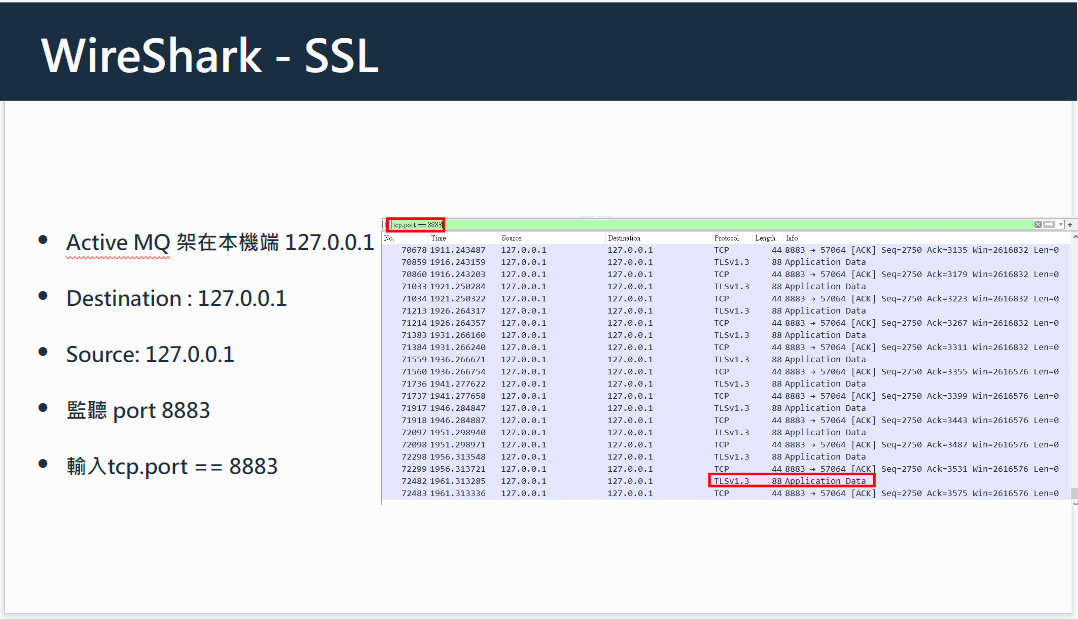 WireShark - SSL
• Active MQ 架在本機端 127.0.0.1
• Destination : 127.0.0.1
• Source: 127.0.0.1
• 監聽 port 8883
• 輸入tcp.port == 8883
tcp.port == 8883
No. Time Source Destination Protocol Length Info
70678 1911.243487 127.0.0.1 127.0.0.1 TCP 44 8883 → 57064 [ACK] Seq=2750 Ack=3135 Win=2616832 Len=0
70859 1916.243159 127.0.0.1 127.0.0.1 TLSv1.3 88 Application Data
70860 1916.243203 127.0.0.1 127.0.0.1 TCP 44 8883 → 57064 [ACK] Seq=2750 Ack=3179 Win=2616832 Len=0
71033 1921.250284 127.0.0.1 127.0.0.1 TLSv1.3 88 Application Data
71034 1921.250322 127.0.0.1 127.0.0.1 TCP 44 8883 → 57064 [ACK] Seq=2750 Ack=3223 Win=2616832 Len=0
71213 1926.264317 127.0.0.1 127.0.0.1 TLSv1.3 88 Application Data
71214 1926.264357 127.0.0.1 127.0.0.1 TCP 44 8883 → 57064 [ACK] Seq=2750 Ack=3267 Win=2616832 Len=0
71383 1931.266160 127.0.0.1 127.0.0.1 TLSv1.3 88 Application Data
71384 1931.266240 127.0.0.1 127.0.0.1 TCP 44 8883 → 57064 [ACK] Seq=2750 Ack=3311 Win=2616832 Len=0
71559 1936.266671 127.0.0.1 127.0.0.1 TLSv1.3 88 Application Data
71560 1936.266754 127.0.0.1 127.0.0.1 TCP 44 8883 → 57064 [ACK] Seq=2750 Ack=3355 Win=2616576 Len=0
71736 1941.277622 127.0.0.1 127.0.0.1 TLSv1.3 88 Application Data
71737 1941.277658 127.0.0.1 127.0.0.1 TCP 44 8883 → 57064 [ACK] Seq=2750 Ack=3399 Win=2616576 Len=0
71917 1946.284847 127.0.0.1 127.0.0.1 TLSv1.3 88 Application Data
71918 1946.284887 127.0.0.1 127.0.0.1 TCP 44 8883 → 57064 [ACK] Seq=2750 Ack=3443 Win=2616576 Len=0
72097 1951.298940 127.0.0.1 127.0.0.1 TLSv1.3 88 Application Data
72098 1951.298971 127.0.0.1 127.0.0.1 TCP 44 8883 → 57064 [ACK] Seq=2750 Ack=3487 Win=2616576 Len=0
72298 1956.313548 127.0.0.1 127.0.0.1 TLSv1.3 88 Application Data
72299 1956.313721 127.0.0.1 127.0.0.1 TCP 44 8883 → 57064 [ACK] Seq=2750 Ack=3531 Win=2616576 Len=0
72482 1961.313285 127.0.0.1 127.0.0.1 TLSv1.3 88 Application Data
72483 1961.313336 127.0.0.1 127.0.0.1 TCP 44 8883 → 57064 [ACK] Seq=2750 Ack=3575 Win=2616576 Len=0